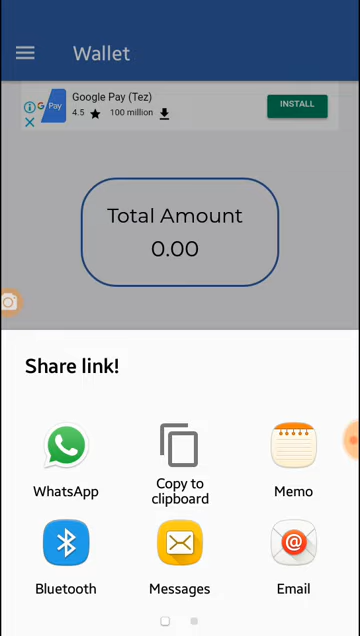 Wallet
Google Pay (Tez)
G Pay
4.5 100 million
INSTALL
Total Amount
0.00
Share link!
WhatsApp
Copy to
clipboard
Memo
Bluetooth
Messages
Email